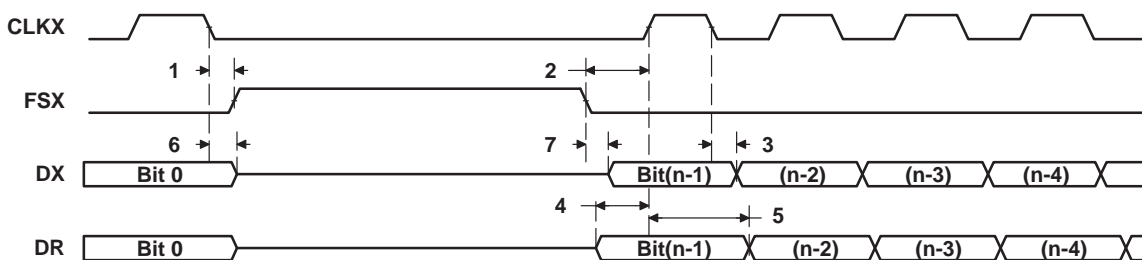 CLKX
1
2
FSX
6
7
3
DX
Bit 0
Bit(n-1)
(n-2)
(n-3)
(n-4)
4
5
DR
Bit 0
Bit(n-1)
(n-2)
(n-3)
(n-4)